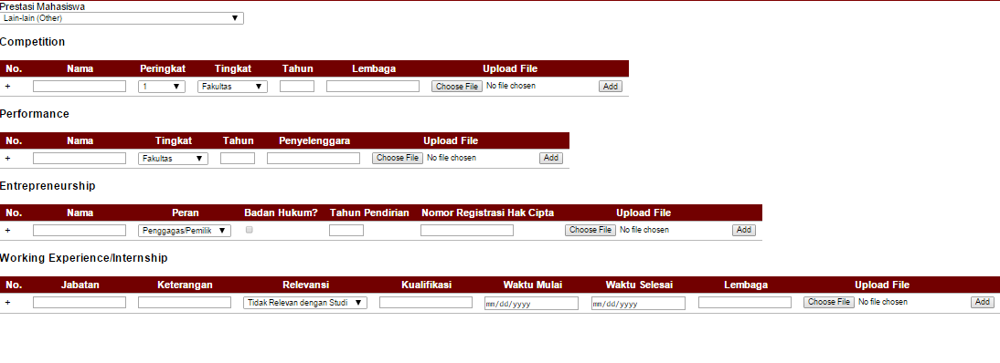 Prestasi Mahasiswa
Lain-lain (Other)
Competition
No. Nama Peringkat Tingkat Tahun Lembaga Upload File
+ 1 Fakultas Choose File No file chosen Add
Performance
No. Nama Tingkat Tahun Penyelenggara Upload File
+ Fakultas Choose File No file chosen Add
Entrepreneurship
No. Nama Peran Badan Hukum? Tahun Pendirian Nomor Registrasi Hak Cipta Upload File
+ Penggagas/Pemilik Choose File No file chosen Add
Working Experience/Internship
No. Jabatan Keterangan Relevansi Kualifikasi Waktu Mulai Waktu Selesai Lembaga Upload File
+ Tidak Relevan dengan Studi mm/dd/yyyy mm/dd/yyyy Choose File No file chosen Add